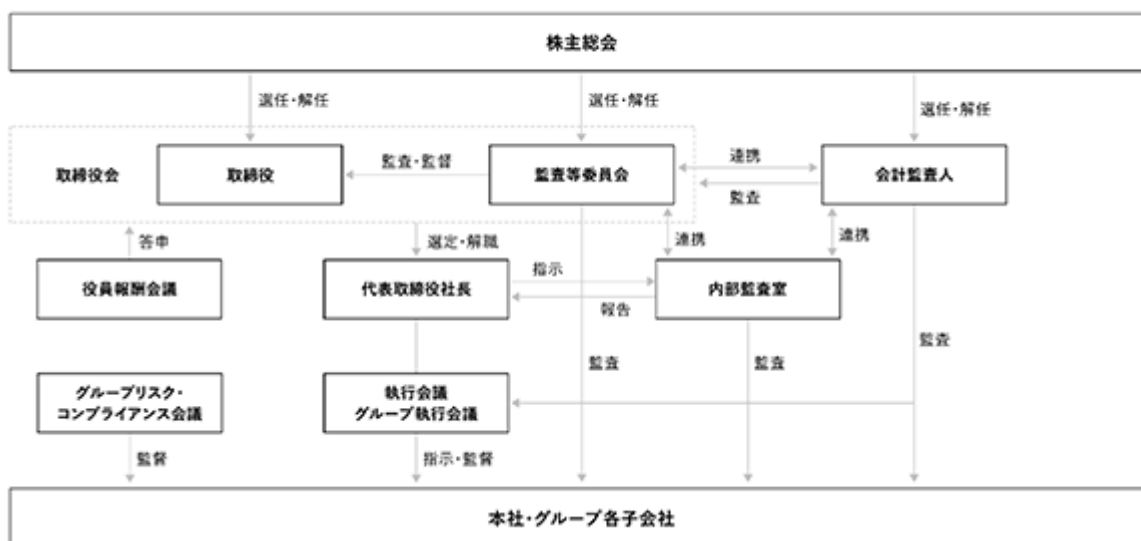 株主総会
選任・解任
選任・解任
選任・解任
取締役会
取締役
監査・監督
監査等委員会
連携
監査
会計監査人
答申
選定・解職
連携
連携
役員報酬会議
代表取締役社長
指示
報告
内部監査室
監査
監査
監査
グループリスク・
コンプライアンス会議
執行会議
グループ執行会議
監督
指示・監督
本社・グループ各子会社